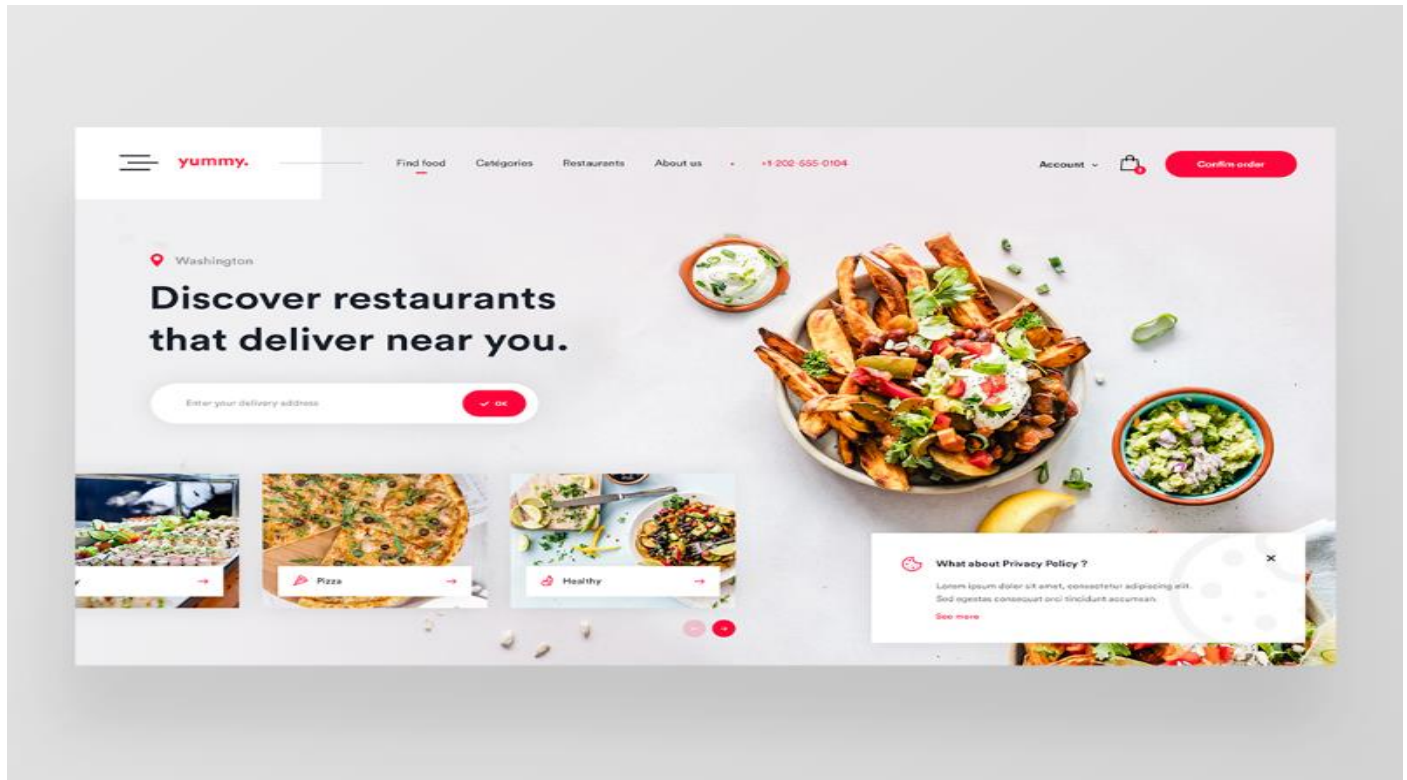 yummy.
Find food
Catégories
Restaurants
About us
+1-202-555-0104
Account
Confim order
Washington
Discover restaurants
that deliver near you.
Enter your delivery address
OK
Pizza
Healthy
What about Privacy Policy ?
Lorem ipsum dolor sit amet, consectetur adipiscing elit.
Sed egestas consequat orci tincidunt accumsan.
See more